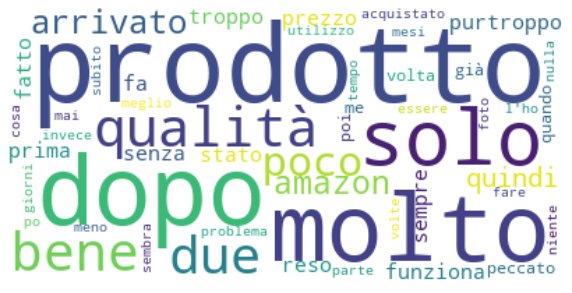 arrivato
troppo
prezzo
acquistato
purtroppo
utilizzo
mesi
fatto
prodotto
subito
fa
volta
già
nulla
tempo
quando
cosa
mai
meglio
qualità
me
poi
essere
solo
foto
l'ho
invece
prima
senza
stato
poco
amazon
sempre
quindi
giorni
dopo
molto
fare
volte
niente
po
meno
sembra
problema
bene
due
reso
parte
funziona
peccato